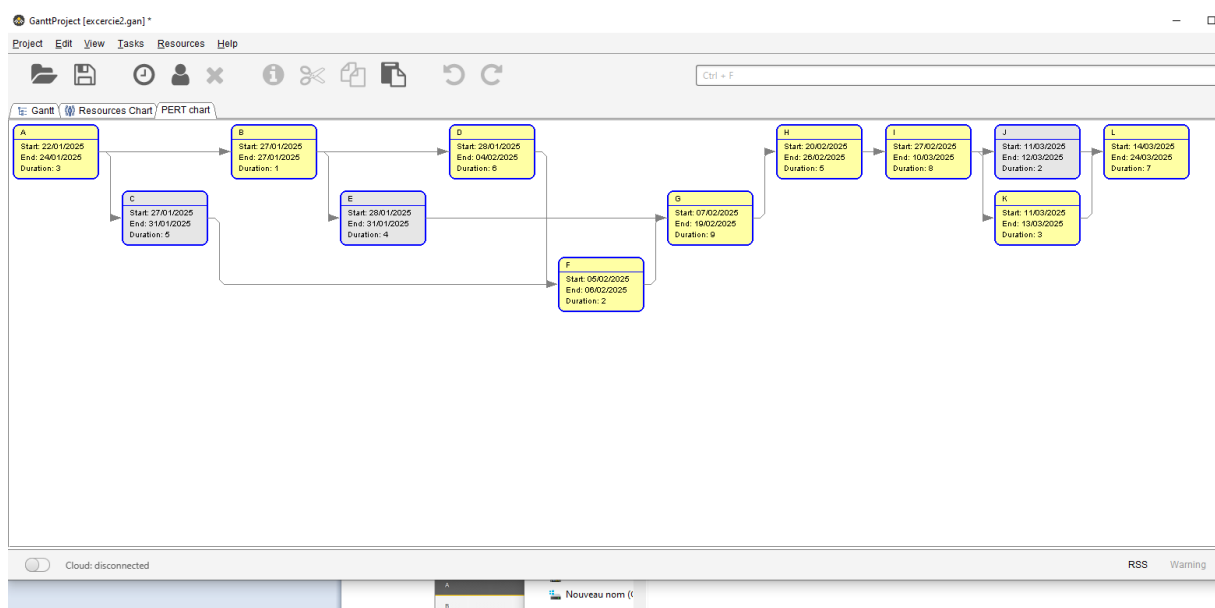 GanttProject [excercie2.gan] *
Project Edit View Tasks Resources Help
Ctrl + F
Gantt Resources Chart PERT chart
A
Start: 22/01/2025
End: 24/01/2025
Duration: 3
B
Start: 27/01/2025
End: 27/01/2025
Duration: 1
D
Start: 28/01/2025
End: 04/02/2025
Duration: 6
H
Start: 20/02/2025
End: 26/02/2025
Duration: 5
I
Start: 27/02/2025
End: 10/03/2025
Duration: 8
J
Start: 11/03/2025
End: 12/03/2025
Duration: 2
L
Start: 14/03/2025
End: 24/03/2025
Duration: 7
C
Start: 27/01/2025
End: 31/01/2025
Duration: 5
E
Start: 28/01/2025
End: 31/01/2025
Duration: 4
G
Start: 07/02/2025
End: 19/02/2025
Duration: 9
K
Start: 11/03/2025
End: 13/03/2025
Duration: 3
F
Start: 05/02/2025
End: 06/02/2025
Duration: 2
Cloud: disconnected
RSS Warning
A
Nouveau nom (
B